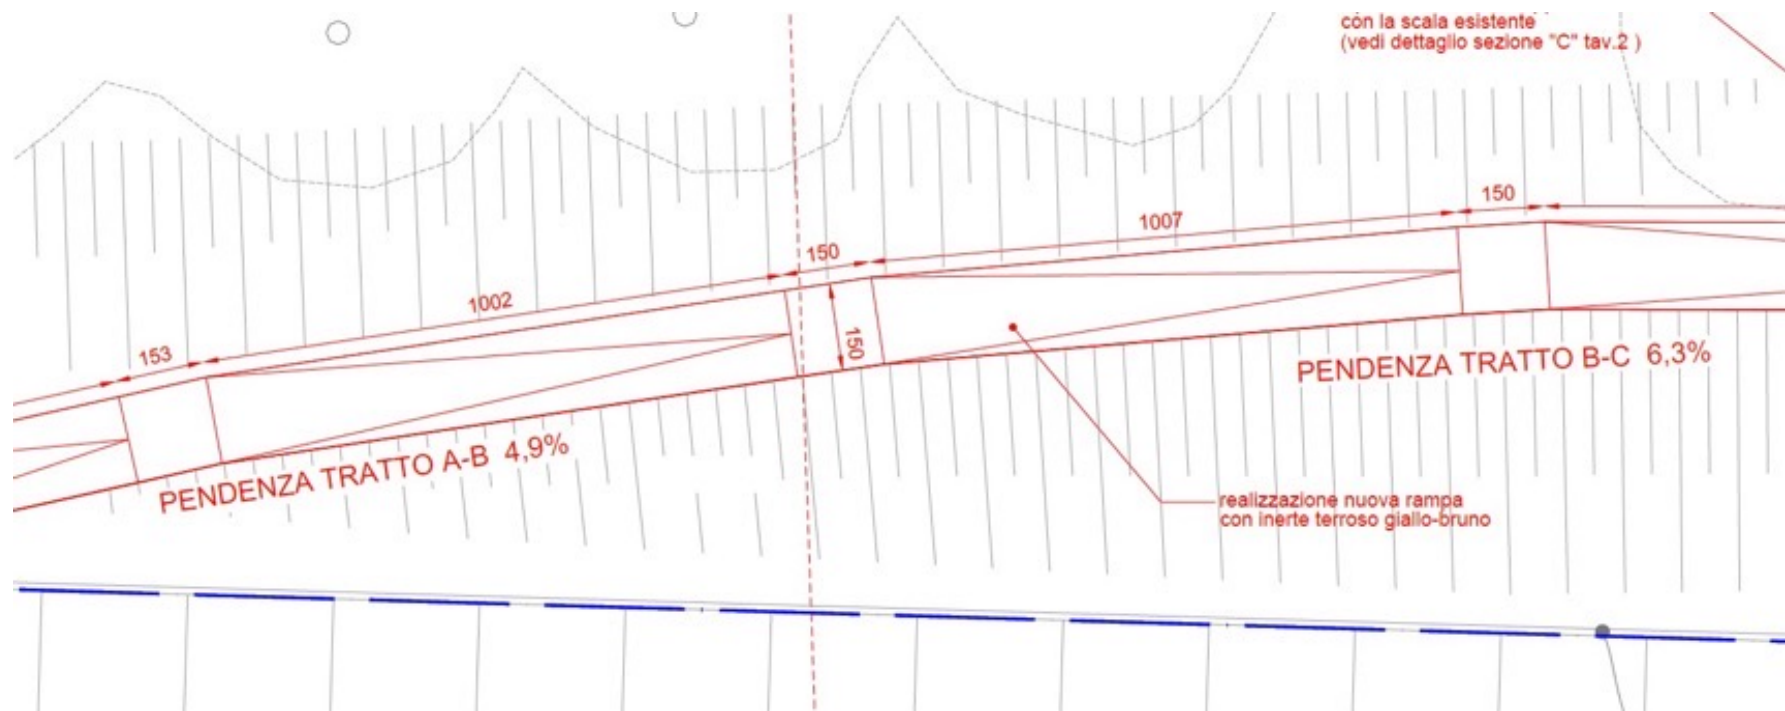 con la scala esistente
(vedi dettaglio sezione "C" tav.2 )
150
1007
150
1002
153
150
PENDENZA TRATTO B-C 6,3%
PENDENZA TRATTO A-B 4,9%
realizzazione nuova rampa
con inerte terroso giallo-bruno